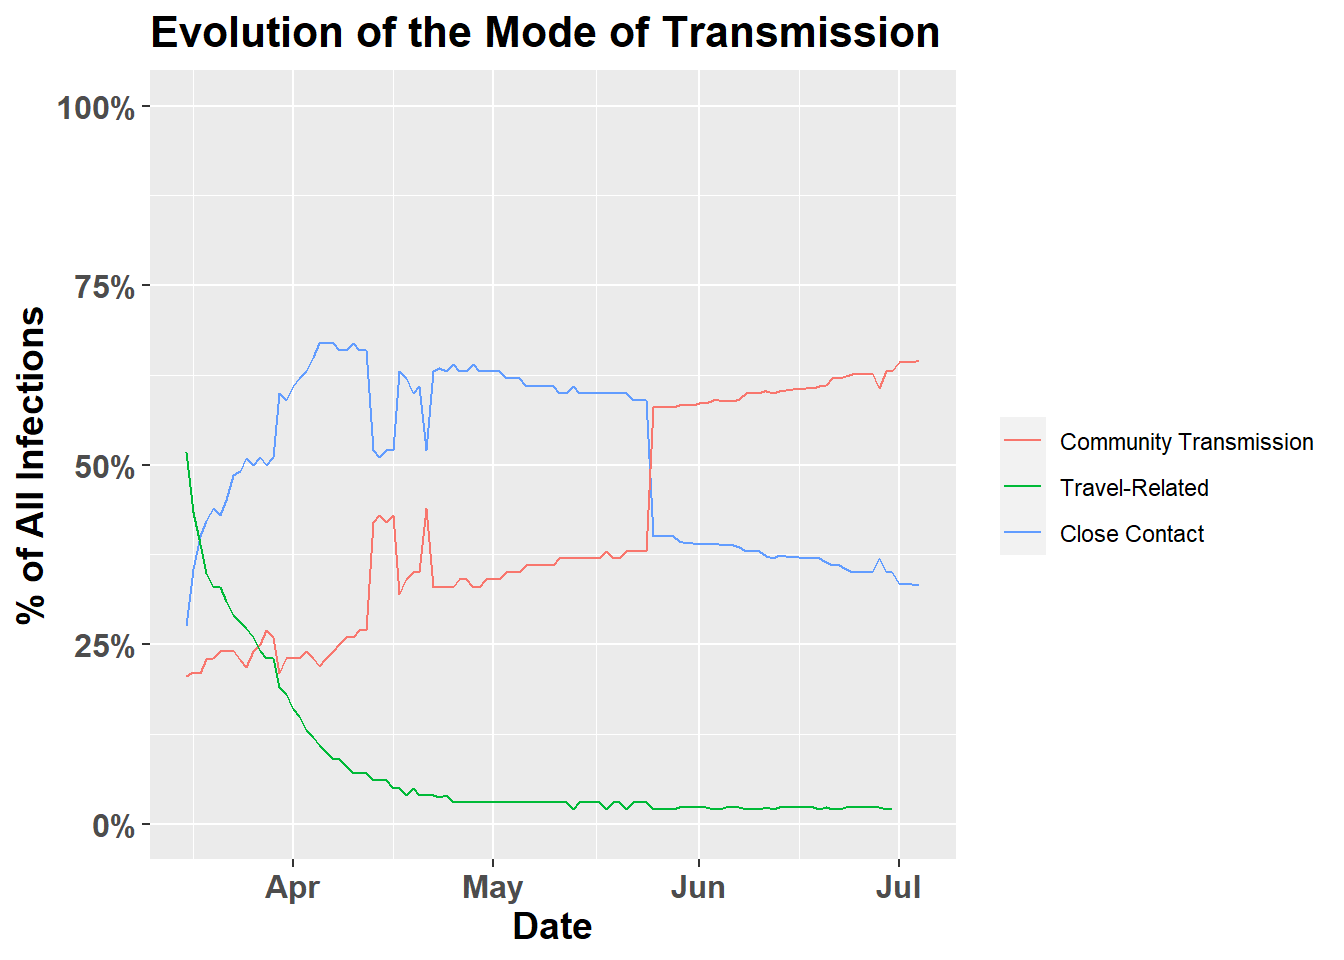 Evolution of the Mode of Transmission
% of All Infections
100%
75%
50%
25%
0%
Apr May Jun Jul
Date
Community Transmission
Travel-Related
Close Contact